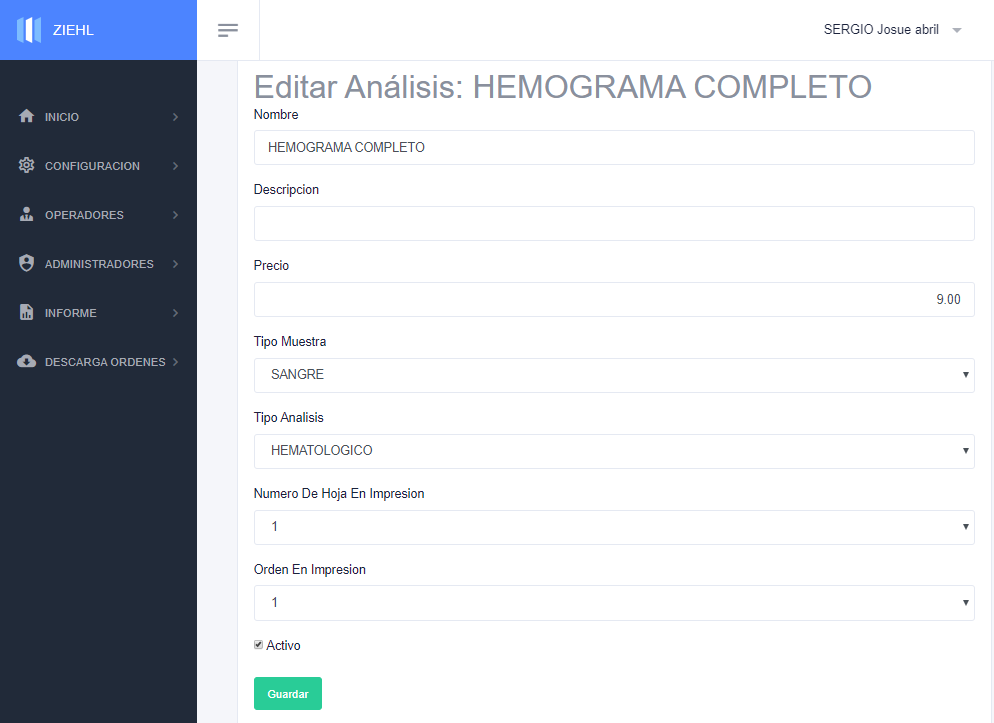 ZIEHL
SERGIO Josue abril
INICIO
CONFIGURACION
OPERADORES
ADMINISTRADORES
INFORME
DESCARGA ORDENES
Editar Análisis: HEMOGRAMA COMPLETO
Nombre
HEMOGRAMA COMPLETO
Descripcion
Precio
9.00
Tipo Muestra
SANGRE
Tipo Analisis
HEMATOLOGICO
Numero De Hoja En Impresion
1
Orden En Impresion
1
Activo
Guardar